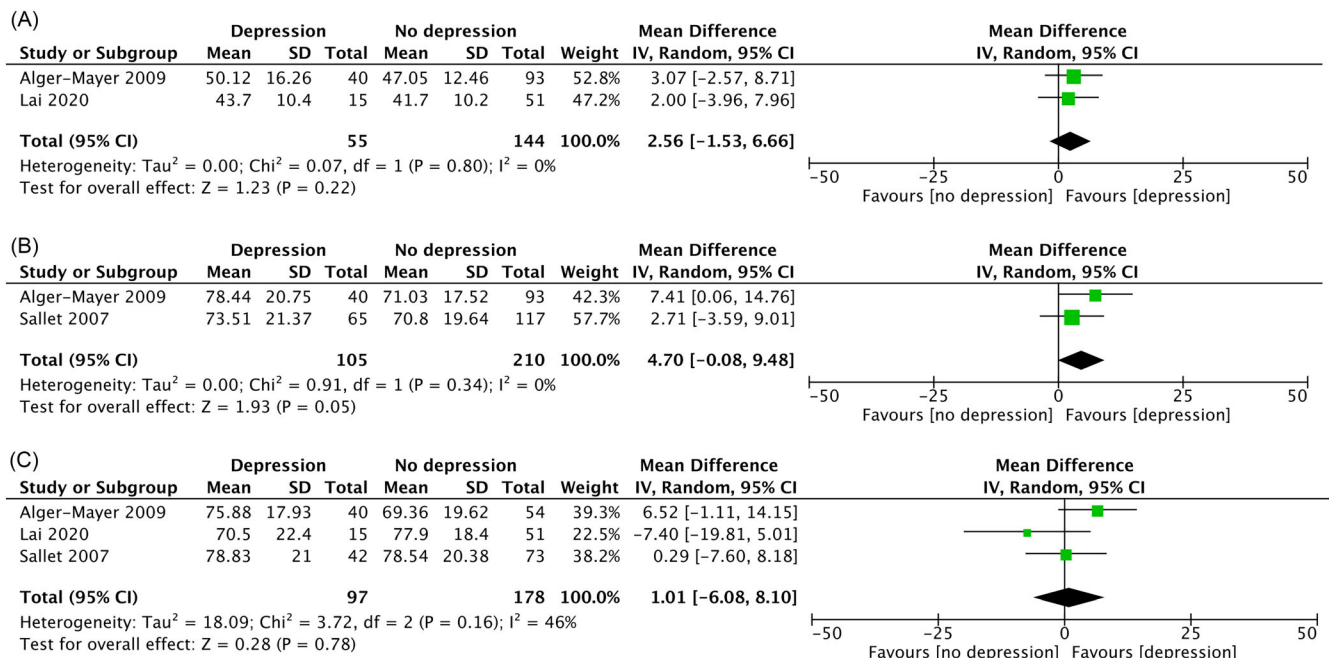 (A)
Depression No depression Mean Difference Mean Difference
Study or Subgroup Mean SD Total Mean SD Total Weight IV, Random, 95% CI IV, Random, 95% CI
Alger-Mayer 2009 50.12 16.26 40 47.05 12.46 93 52.8% 3.07 [-2.57, 8.71]
Lai 2020 43.7 10.4 15 41.7 10.2 51 47.2% 2.00 [-3.96, 7.96]
Total (95% CI) 55 144 100.0% 2.56 [-1.53, 6.66]
Heterogeneity: Tau² = 0.00; Chi² = 0.07, df = 1 (P = 0.80); I² = 0%
Test for overall effect: Z = 1.23 (P = 0.22)
-50 -25 0 25 50
Favours [no depression] Favours [depression]
(B)
Depression No depression Mean Difference Mean Difference
Study or Subgroup Mean SD Total Mean SD Total Weight IV, Random, 95% CI IV, Random, 95% CI
Alger-Mayer 2009 78.44 20.75 40 71.03 17.52 93 42.3% 7.41 [0.06, 14.76]
Sallet 2007 73.51 21.37 65 70.8 19.64 117 57.7% 2.71 [-3.59, 9.01]
Total (95% CI) 105 210 100.0% 4.70 [-0.08, 9.48]
Heterogeneity: Tau² = 0.00; Chi² = 0.91, df = 1 (P = 0.34); I² = 0%
Test for overall effect: Z = 1.93 (P = 0.05)
-50 -25 0 25 50
Favours [no depression] Favours [depression]
(C)
Depression No depression Mean Difference Mean Difference
Study or Subgroup Mean SD Total Mean SD Total Weight IV, Random, 95% CI IV, Random, 95% CI
Alger-Mayer 2009 75.88 17.93 40 69.36 19.62 54 39.3% 6.52 [-1.11, 14.15]
Lai 2020 70.5 22.4 15 77.9 18.4 51 22.5% -7.40 [-19.81, 5.01]
Sallet 2007 78.83 21 42 78.54 20.38 73 38.2% 0.29 [-7.60, 8.18]
Total (95% CI) 97 178 100.0% 1.01 [-6.08, 8.10]
Heterogeneity: Tau² = 18.09; Chi² = 3.72, df = 2 (P = 0.16); I² = 46%
Test for overall effect: Z = 0.28 (P = 0.78)
-50 -25 0 25 50
Favours [no depression] Favours [depression]